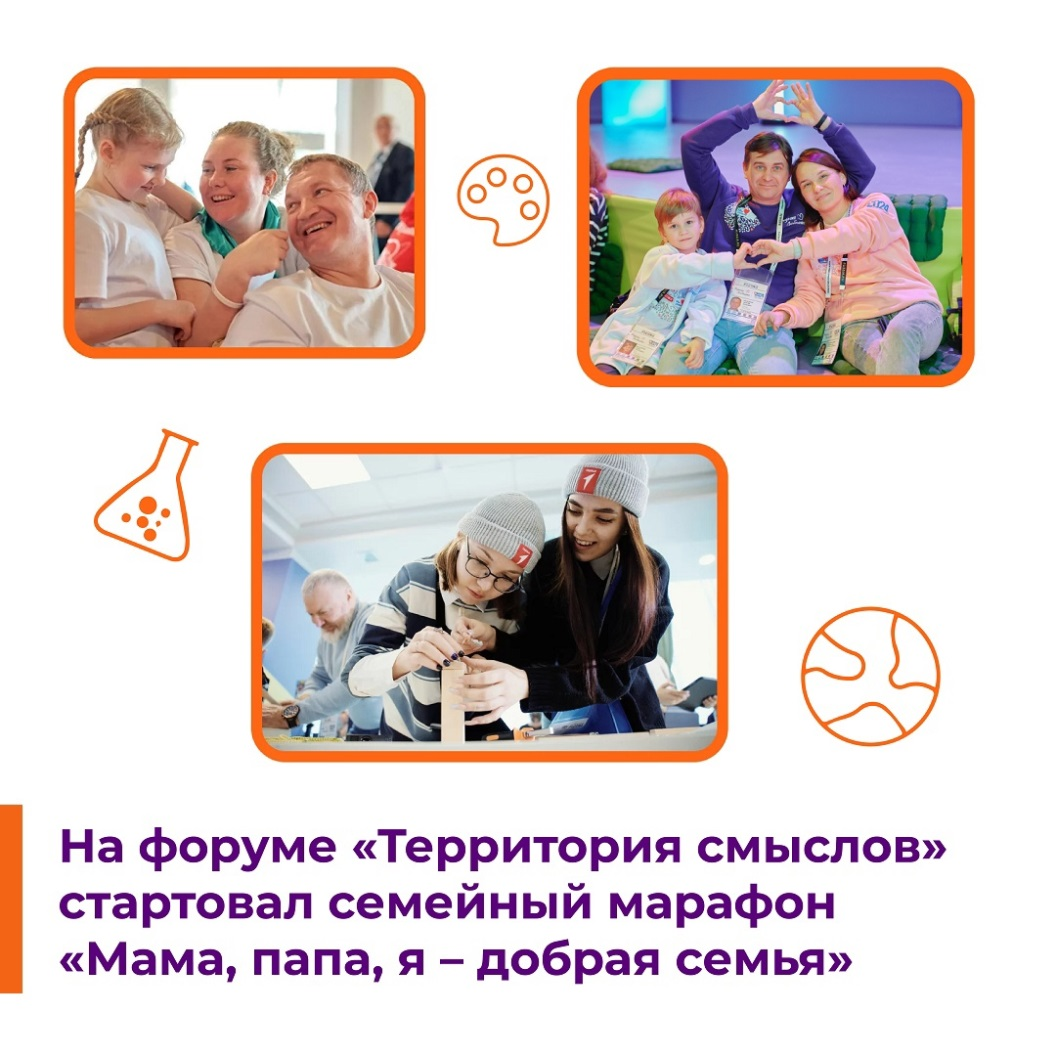 На форуме «Территория смыслов»
стартовал семейный марафон
«Мама, папа, я – добрая семья»